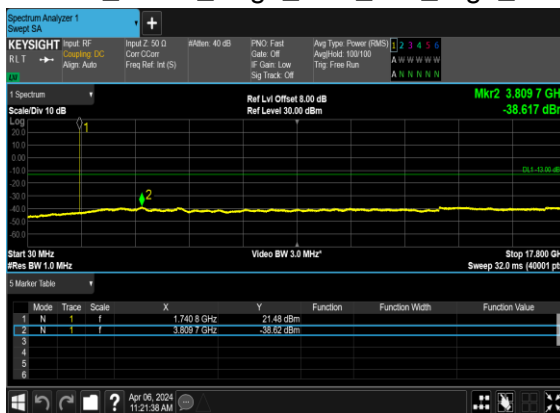 Spectrum Analyzer 1
Swept SA
+
KEYSIGHT Input: RF Input Z: 50 Ω #Atten: 40 dB PNO: Fast Avg Type: Power (RMS) 1 2 3 4 5 6
RLT Coupling: DC Corr CCorr Gate: Off Avg|Hold: 100/100 A W W W W W
Align: Auto Freq Ref: Int (S) IF Gain: Low Trig: Free Run A N N N N N
Sig Track: Off
LXI
1 Spectrum Ref Lvl Offset 8.00 dB Mkr2 3.809 7 GH
Scale/Div 10 dB Ref Level 30.00 dBm -38.617 dBr
Log
20.0 1
10.0
0.00
-10.0 DL1 -13.00 dB
-20.0
-30.0 2
-40.0
-50.0
-60.0
Start 30 MHz Video BW 3.0 MHz* Stop 17.800 G
#Res BW 1.0 MHz Sweep 32.0 ms (40001 pt
5 Marker Table
Mode Trace Scale X Y Function Function Width Function Value
1 N 1 f 1.740 8 GHz 21.48 dBm
2 N 1 f 3.809 7 GHz -38.62 dBm
3
4
5
6
? Apr 06, 2024
11:21:38 AM